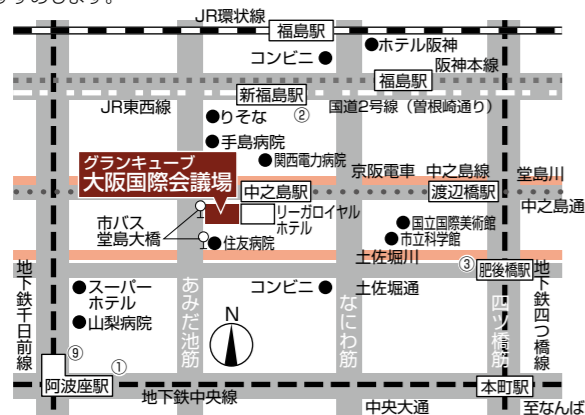 すすめします。
JR環状線
福島駅
コンビニ
ホテル阪神
阪神本線
福島駅
新福島駅
JR東西線
②
国道2号線（曽根崎通り）
りそな
手島病院
関西電力病院
グランキューブ
大阪国際会議場
京阪電車 中之島線
堂島川
中之島駅
渡辺橋駅
中之島通
市バス
堂島大橋
リーガロイヤル
ホテル
国立国際美術館
市立科学館
住友病院
土佐堀川
③
肥後橋駅
地下鉄千日前線
スーパー
ホテル
山梨病院
あみだ池筋
N
コンビニ
土佐堀通
なにわ筋
四ツ橋筋
地下鉄四つ橋線
⑨
①
阿波座駅
地下鉄中央線
本町駅
中央大通
至なんば